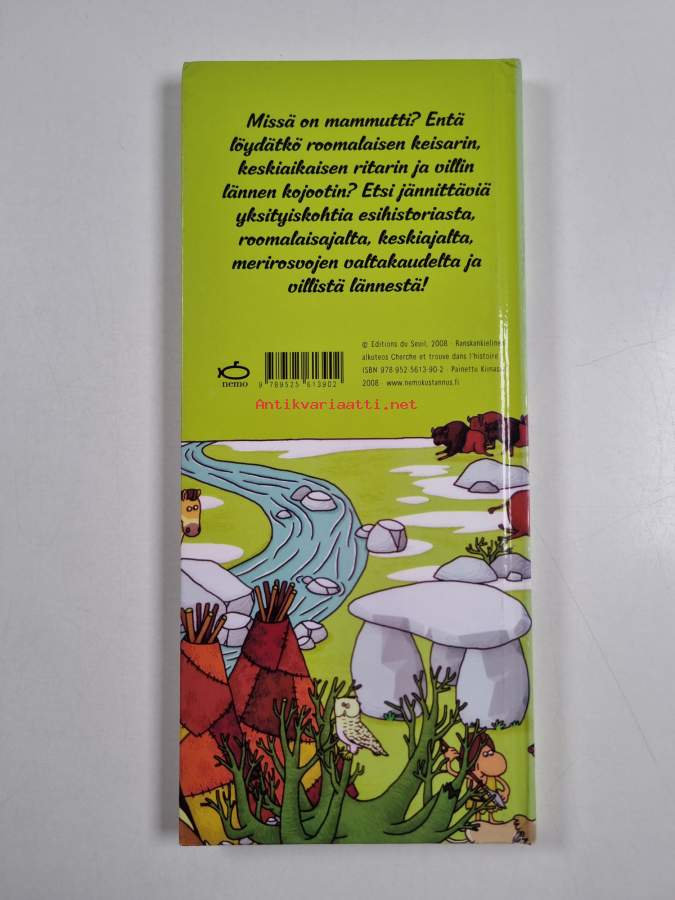 Missä on mammutti? Entä
löydätkö roomalaisen keisarin,
keskiaikaisen ritarin ja villin
lännen kojootin? Etsi jännittäviä
yksityiskohtia esihistoriasta,
roomalaisajalta, keskiajalta,
merirosvojen valtakaudelta ja
villistä lännestä!
© Editions du Seuil, 2008 · Ranskankielinen
alkuteos Cherche et trouve dans l'histoire
ISBN 978-952-5613-90-2 · Painettu Kiinassa
2008 · www.nemokustannus.fi
nemo
9 789525 613902
Antikvariaatti.net